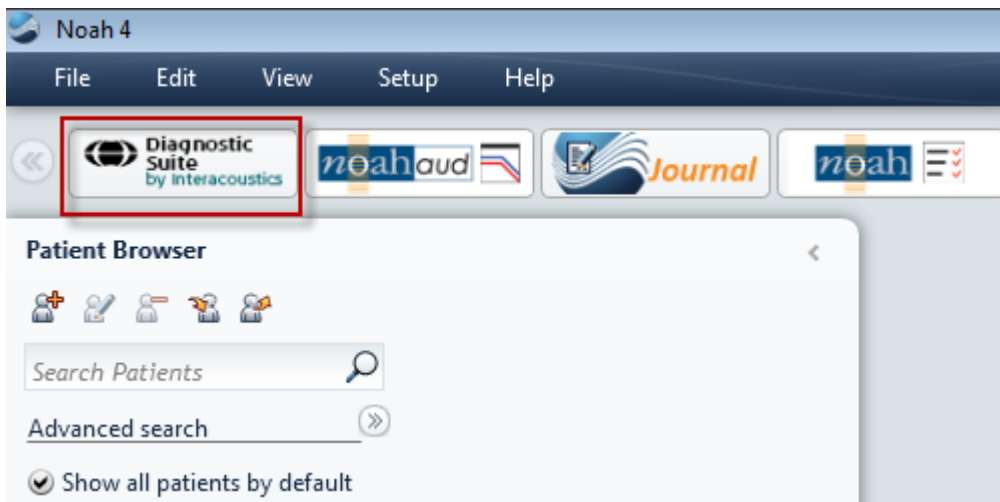 Noah 4
File Edit View Setup Help
Diagnostic
Suite
by Interacoustics
noahaud
Journal
noah
Patient Browser
Search Patients
Advanced search
Show all patients by default